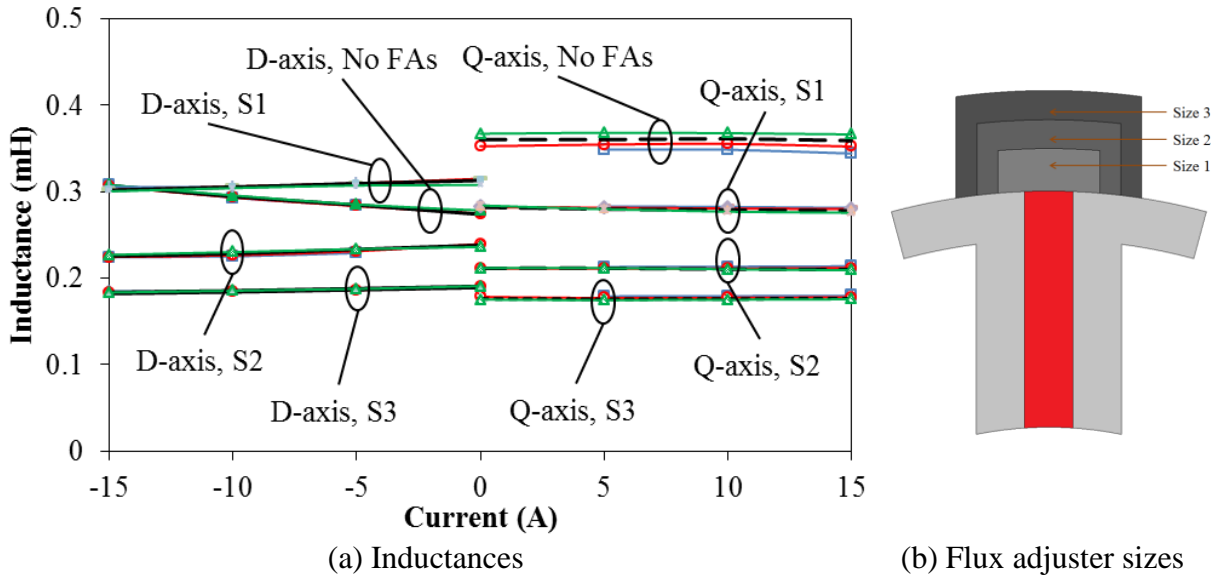 0.5
0.4
0.3
0.2
0.1
0
Inductance (mH)
-15 -10 -5 0 5 10 15
Current (A)
D-axis, No FAs
Q-axis, No FAs
D-axis, S1
Q-axis, S1
D-axis, S2
Q-axis, S2
D-axis, S3
Q-axis, S3
(a) Inductances
Size 3
Size 2
Size 1
(b) Flux adjuster sizes